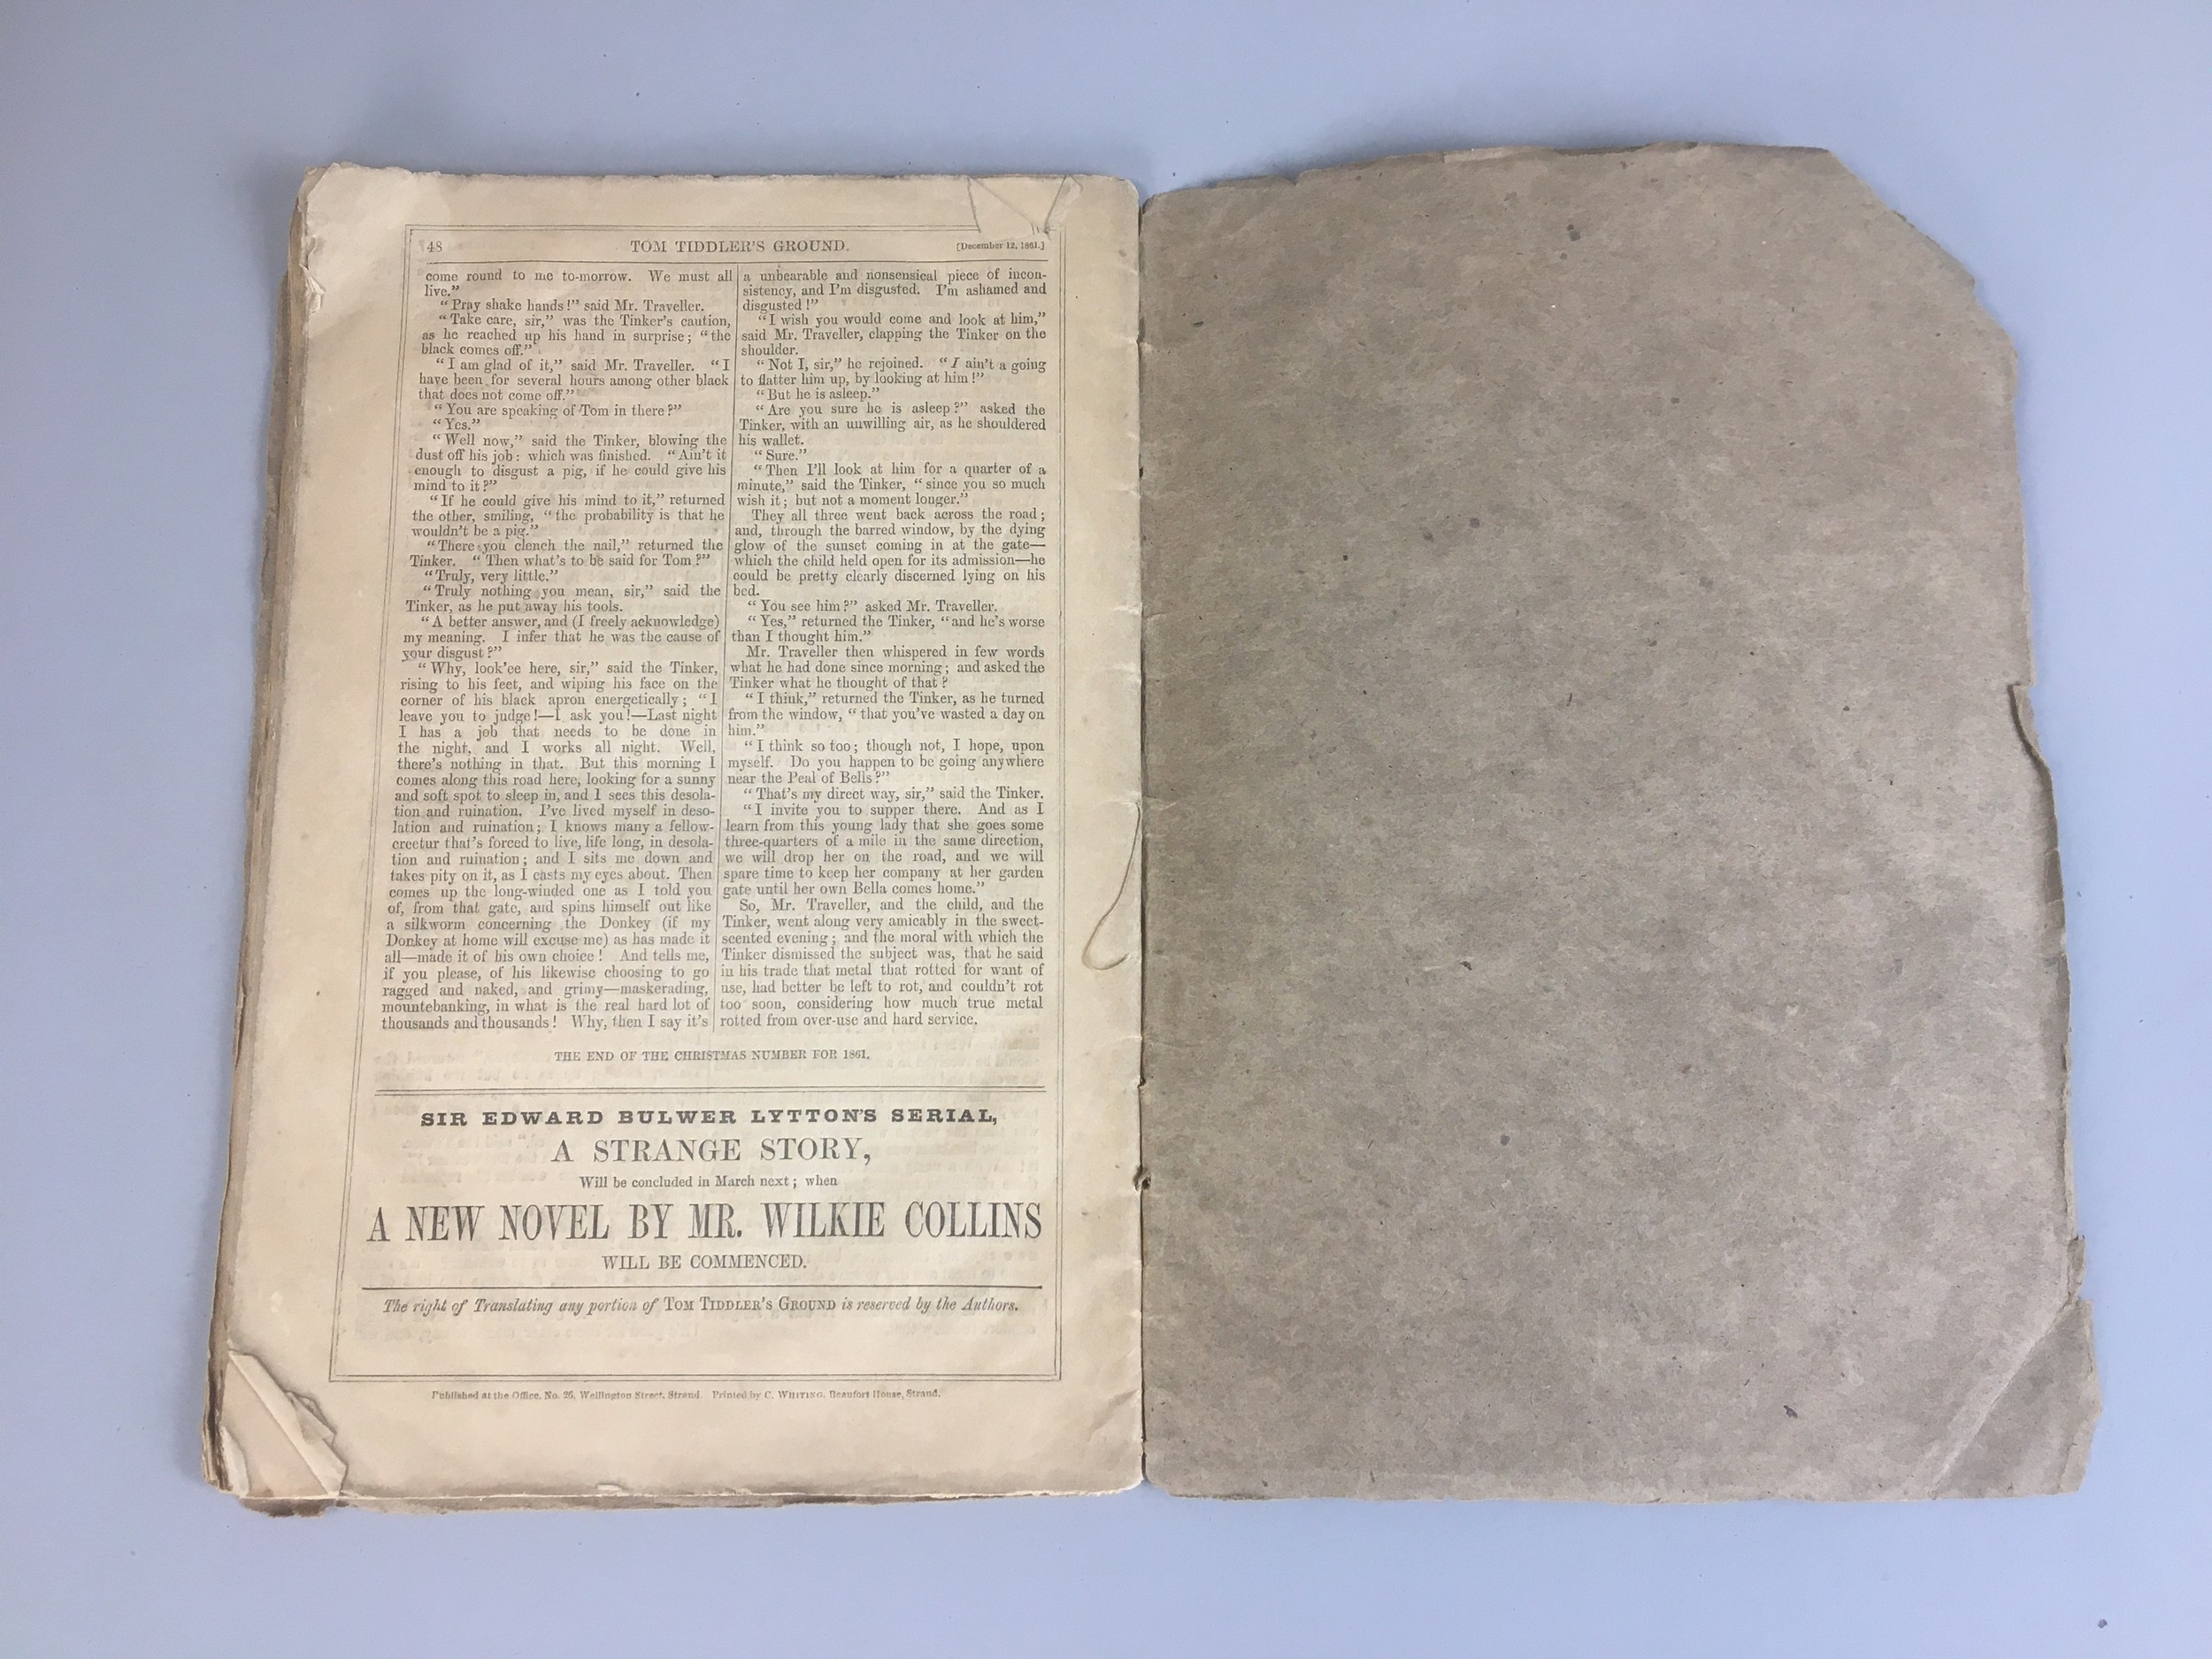 48
TOM TIDDLER'S GROUND.
[December 12, 1861.]
come round to me to-morrow. We must all
live.”
“Pray shake hands!” said Mr. Traveller.
“Take care, sir,” was the Tinker's caution,
as he reached up his hand in surprise; “the
black comes off.”
“I am glad of it,” said Mr. Traveller. “I
have been for several hours among other black
that does not come off.”
“You are speaking of Tom in there?”
“Yes.”
“Well now,” said the Tinker, blowing the
dust off his job: which was finished. “Ain't it
enough to disgust a pig, if he could give his
mind to it?”
“If he could give his mind to it,” returned
the other, smiling, “the probability is that he
wouldn't be a pig.”
“There you clench the nail,” returned the
Tinker. “Then what's to be said for Tom?”
“Truly, very little.”
“Truly nothing you mean, sir,” said the
Tinker, as he put away his tools.
“A better answer, and (I freely acknowledge)
my meaning. I infer that he was the cause of
your disgust?”
“Why, look'ee here, sir,” said the Tinker,
rising to his feet, and wiping his face on the
corner of his black apron energetically; “I
leave you to judge!—I ask you!—Last night
I has a job that needs to be done in
the night, and I works all night. Well,
there's nothing in that. But this morning I
comes along this road here, looking for a sunny
and soft spot to sleep in, and I sees this desola-
tion and ruination. I've lived myself in deso-
lation and ruination; I knows many a fellow-
creetur that's forced to live, life long, in desola-
tion and ruination; and I sits me down and
takes pity on it, as I casts my eyes about. Then
comes up the long-winded one as I told you
of, from that gate, and spins himself out like
a silkworm concerning the Donkey (if my
Donkey at home will excuse me) as has made it
all—made it of his own choice! And tells me,
if you please, of his likewise choosing to go
ragged and naked, and grimy—maskerading,
mountebanking, in what is the real hard lot of
thousands and thousands! Why, then I say it's
a unbearable and nonsensical piece of incon-
sistency, and I'm disgusted. I'm ashamed and
disgusted!”
“I wish you would come and look at him,”
said Mr. Traveller, clapping the Tinker on the
shoulder.
“Not I, sir,” he rejoined. “I ain't a going
to flatter him up, by looking at him!”
“But he is asleep.”
“Are you sure he is asleep?” asked the
Tinker, with an unwilling air, as he shouldered
his wallet.
“Sure.”
“Then I'll look at him for a quarter of a
minute,” said the Tinker, “since you so much
wish it; but not a moment longer.”
They all three went back across the road;
and, through the barred window, by the dying
glow of the sunset coming in at the gate—
which the child held open for its admission—he
could be pretty clearly discerned lying on his
bed.
“You see him?” asked Mr. Traveller.
“Yes,” returned the Tinker, “and he's worse
than I thought him.”
Mr. Traveller then whispered in few words
what he had done since morning; and asked the
Tinker what he thought of that?
“I think,” returned the Tinker, as he turned
from the window, “that you've wasted a day on
him.”
“I think so too; though not, I hope, upon
myself. Do you happen to be going anywhere
near the Peal of Bells?”
“That's my direct way, sir,” said the Tinker.
“I invite you to supper there. And as I
learn from this young lady that she goes some
three-quarters of a mile in the same direction,
we will drop her on the road, and we will
spare time to keep her company at her garden
gate until her own Bella comes home.”
So, Mr. Traveller, and the child, and the
Tinker, went along very amicably in the sweet-
scented evening; and the moral with which the
Tinker dismissed the subject was, that he said
in his trade that metal that rotted for want of
use, had better be left to rot, and couldn't rot
too soon, considering how much true metal
rotted from over-use and hard service.
THE END OF THE CHRISTMAS NUMBER FOR 1861.
SIR EDWARD BULWER LYTTON'S SERIAL,
A STRANGE STORY,
Will be concluded in March next; when
A NEW NOVEL BY MR. WILKIE COLLINS
WILL BE COMMENCED.
The right of Translating any portion of TOM TIDDLER'S GROUND is reserved by the Authors.
Published at the Office, No. 26, Wellington Street, Strand. Printed by C. WHITING, Beaufort House, Strand.